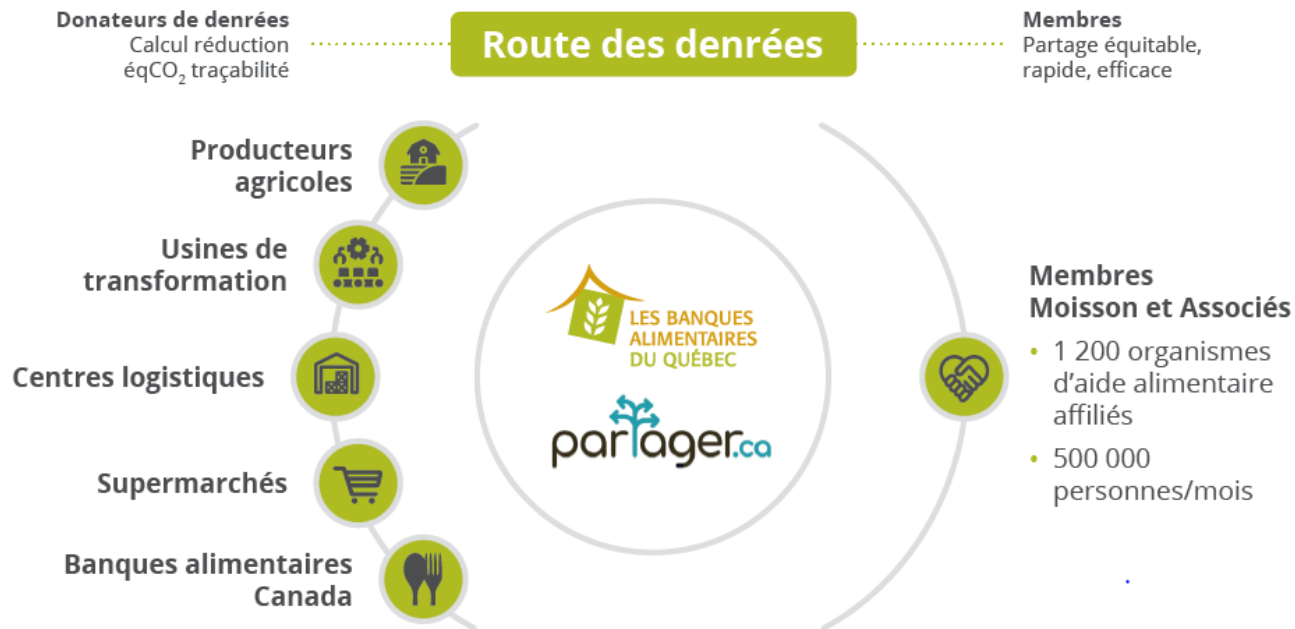 Donateurs de denrées
Calcul réduction
éqCO₂ traçabilité
Route des denrées
Membres
Partage équitable,
rapide, efficace
Producteurs
agricoles
Usines de
transformation
Centres logistiques
Supermarchés
Banques alimentaires
Canada
LES BANQUES
ALIMENTAIRES
DU QUÉBEC
partager.ca
Membres
Moisson et Associés
• 1 200 organismes
d’aide alimentaire
affiliés
• 500 000
personnes/mois